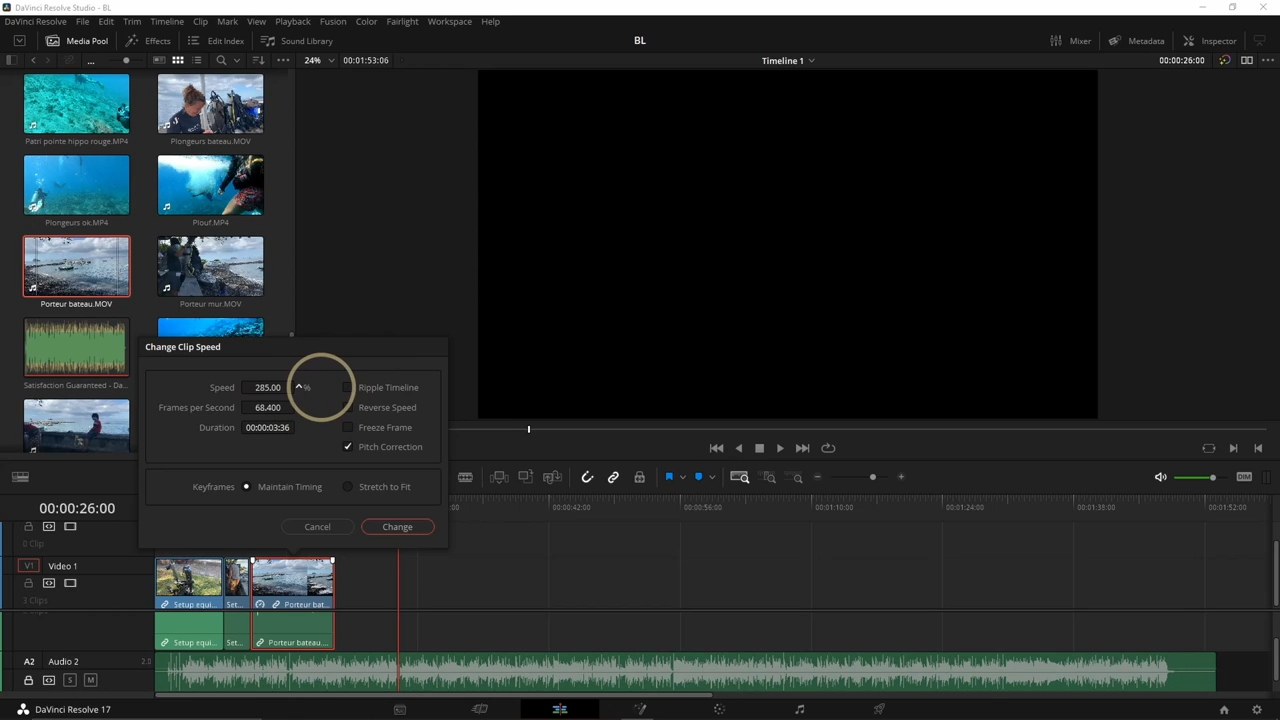 DaVinci Resolve Studio - BL
DaVinci Resolve File Edit Trim Timeline Clip Mark View Playback Fusion Color Fairlight Workspace Help
Media Pool Effects Edit Index Sound Library BL Mixer Metadata Inspector
... 24% 00:01:53:06 Timeline 1 00:00:26:00
Patri pointe hippo rouge.MP4 Plongeurs bateau.MOV
Plongeurs ok.MP4 Plouf.MP4
Porteur bateau.MOV Porteur mur.MOV
Satisfaction Guaranteed - Da...
Change Clip Speed
Speed 285.00 % Ripple Timeline
Frames per Second 68.400 Reverse Speed
Duration 00:00:03:36 Freeze Frame
Pitch Correction
Keyframes Maintain Timing Stretch to Fit
Cancel Change
DIM
00:00:26:00
:00 00:00:42:00 00:00:56:00 00:01:10:00 00:01:24:00 00:01:38:00 00:01:52:00
0 Clip
V1 Video 1
3 Clips
Setup equi... Set... Porteur bat...
Setup equi... Set... Porteur bateau....
A2 Audio 2 2.0
S M
DaVinci Resolve 17